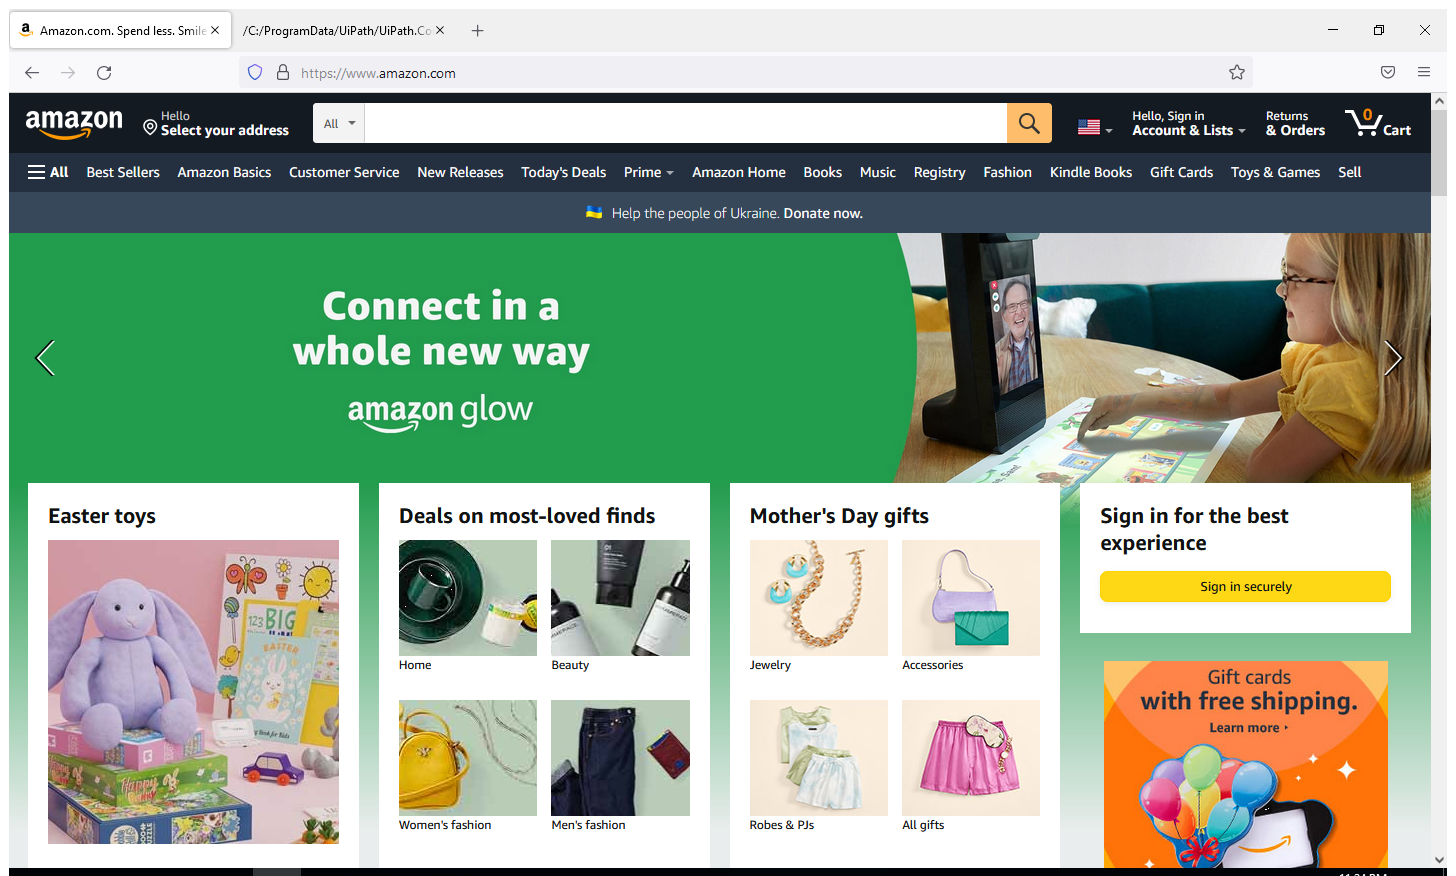 Amazon.com. Spend less. Smile
/C:/ProgramData/UiPath/UiPath.Co
https://www.amazon.com
amazon
Hello
Select your address
All
Hello, Sign in
Account & Lists
Returns
& Orders
0
Cart
All
Best Sellers
Amazon Basics
Customer Service
New Releases
Today's Deals
Prime
Amazon Home
Books
Music
Registry
Fashion
Kindle Books
Gift Cards
Toys & Games
Sell
Help the people of Ukraine. Donate now.
Connect in a
whole new way
amazon glow
Easter toys
123 BIG
EASTER
Happy
Deals on most-loved finds
Home
Beauty
Women's fashion
Men's fashion
Mother's Day gifts
Jewelry
Accessories
Robes & PJs
All gifts
Sign in for the best
experience
Sign in securely
Gift cards
with free shipping.
Learn more